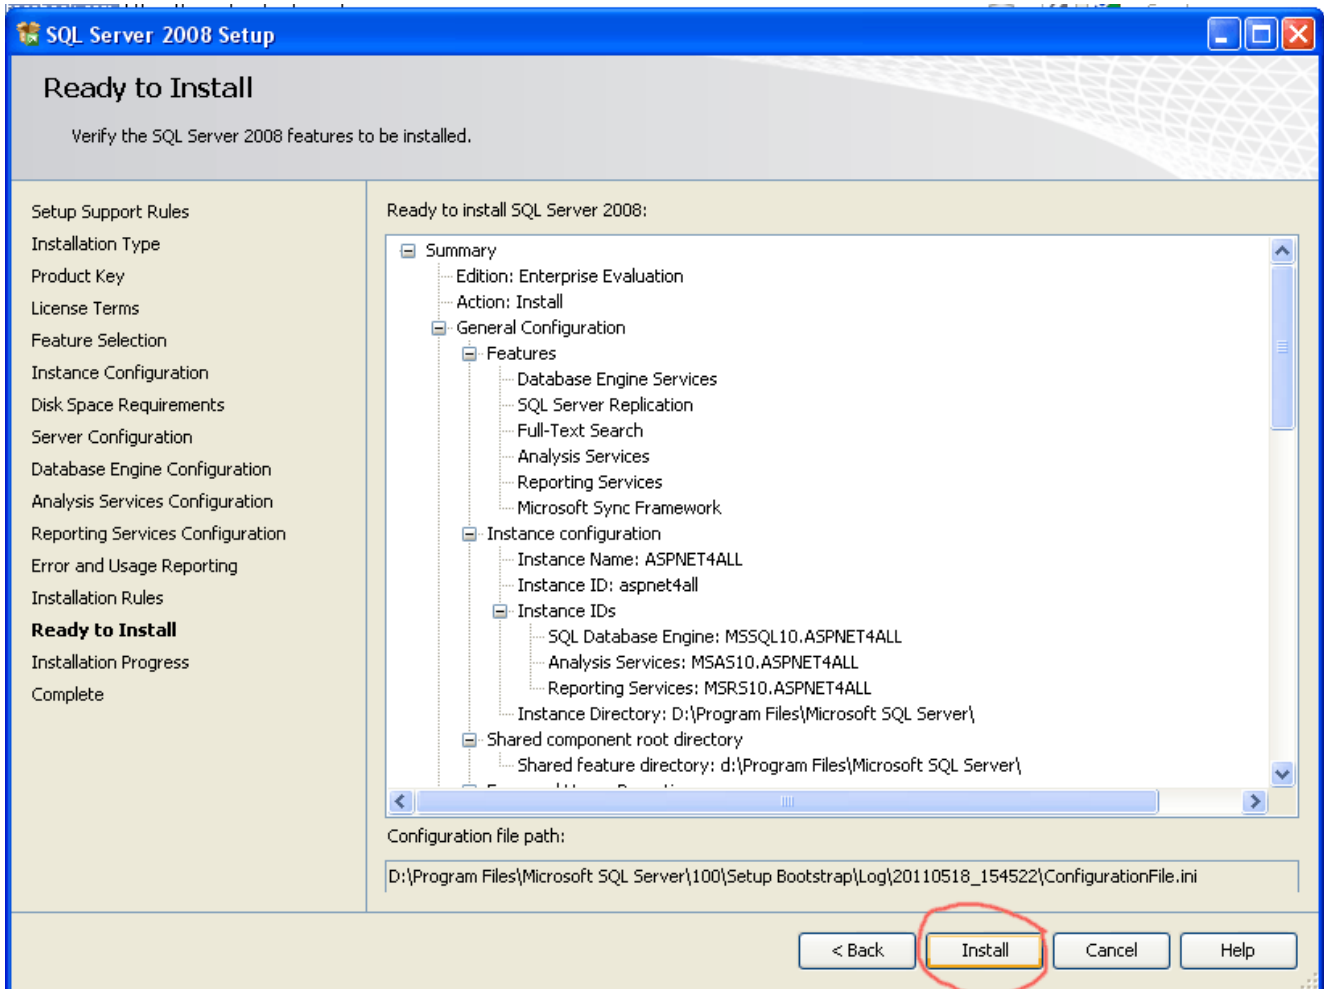 SQL Server 2008 Setup
Ready to Install
Verify the SQL Server 2008 features to be installed.
Setup Support Rules
Installation Type
Product Key
License Terms
Feature Selection
Instance Configuration
Disk Space Requirements
Server Configuration
Database Engine Configuration
Analysis Services Configuration
Reporting Services Configuration
Error and Usage Reporting
Installation Rules
Ready to Install
Installation Progress
Complete
Ready to install SQL Server 2008:
Summary
Edition: Enterprise Evaluation
Action: Install
General Configuration
Features
Database Engine Services
SQL Server Replication
Full-Text Search
Analysis Services
Reporting Services
Microsoft Sync Framework
Instance configuration
Instance Name: ASPNET4ALL
Instance ID: aspnet4all
Instance IDs
SQL Database Engine: MSSQL10.ASPNET4ALL
Analysis Services: MSAS10.ASPNET4ALL
Reporting Services: MSRS10.ASPNET4ALL
Instance Directory: D:\Program Files\Microsoft SQL Server\
Shared component root directory
Shared feature directory: d:\Program Files\Microsoft SQL Server\
Configuration file path:
D:\Program Files\Microsoft SQL Server\100\Setup Bootstrap\Log\20110518_154522\ConfigurationFile.ini
< Back
Install
Cancel
Help